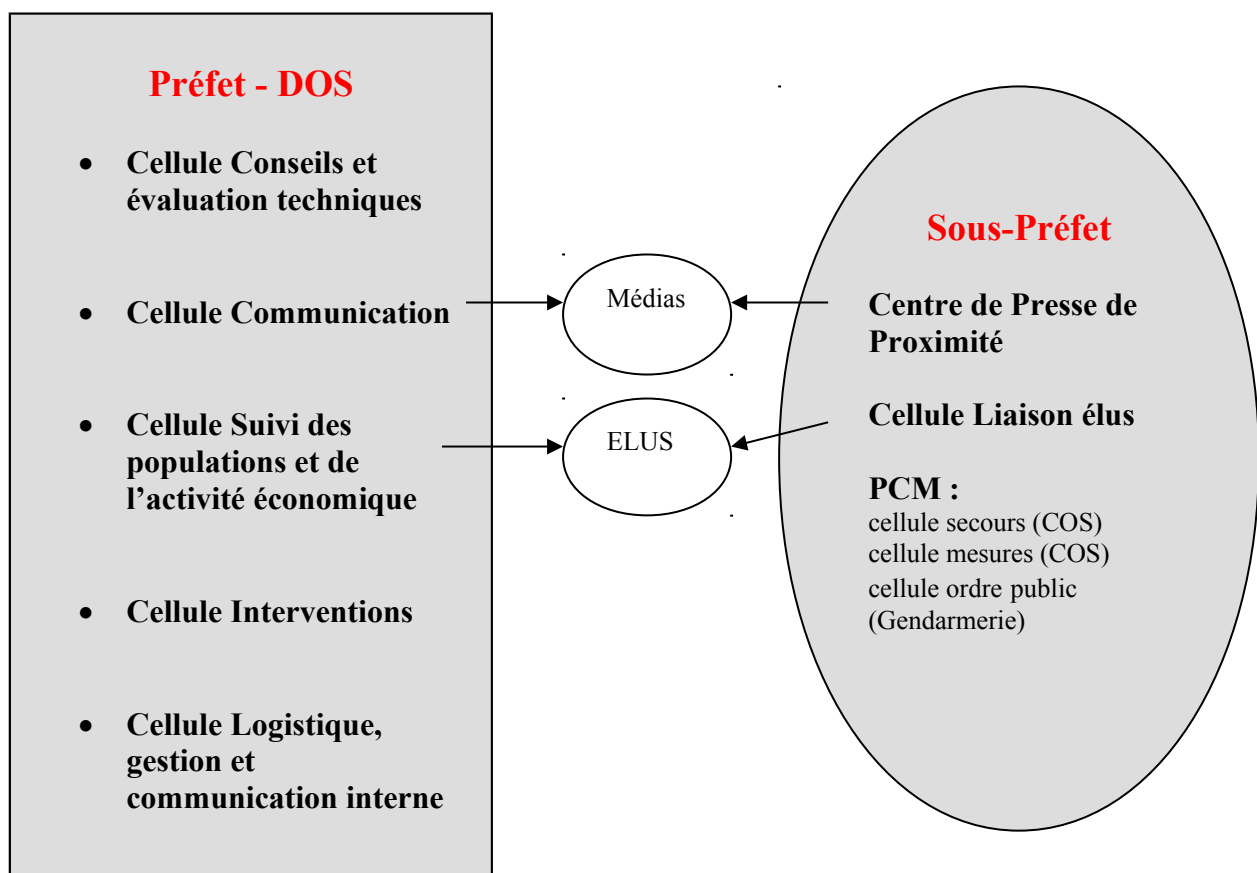 Préfet - DOS
• Cellule Conseils et
évaluation techniques
• Cellule Communication
• Cellule Suivi des
populations et de
l’activité économique
• Cellule Interventions
• Cellule Logistique,
gestion et
communication interne
Médias
ELUS
Sous-Préfet
Centre de Presse de
Proximité
Cellule Liaison élus
PCM :
cellule secours (COS)
cellule mesures (COS)
cellule ordre public
(Gendarmerie)